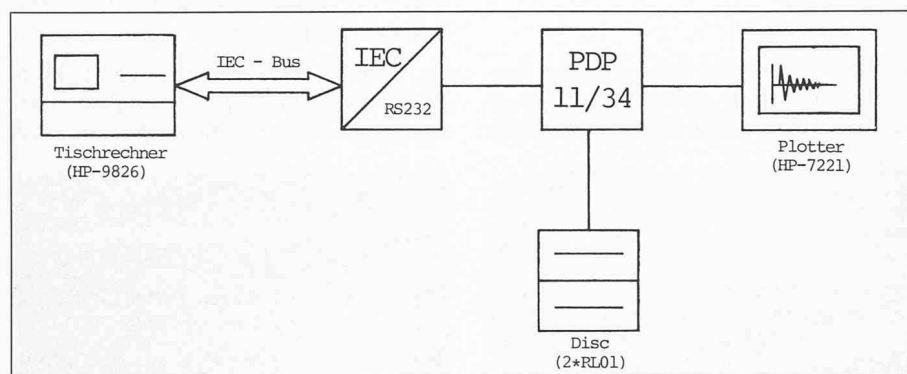 Tischrechner
(HP-9826)
IEC - Bus
IEC
RS232
PDP
11/34
Plotter
(HP-7221)
Disc
(2*RL01)